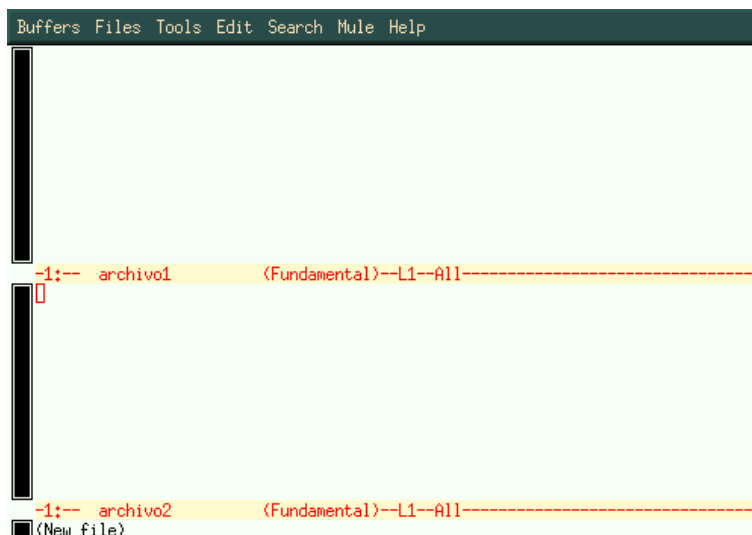 Buffers Files Tools Edit Search Mule Help
-1:-- archivo1 (Fundamental)--L1--All--------------------------------
-1:-- archivo2 (Fundamental)--L1--All--------------------------------
(New file)